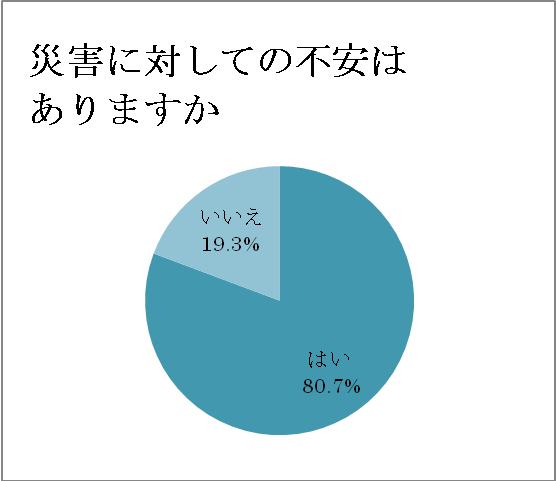 災害に対しての不安は
ありますか
いいえ
19.3%
はい
80.7%